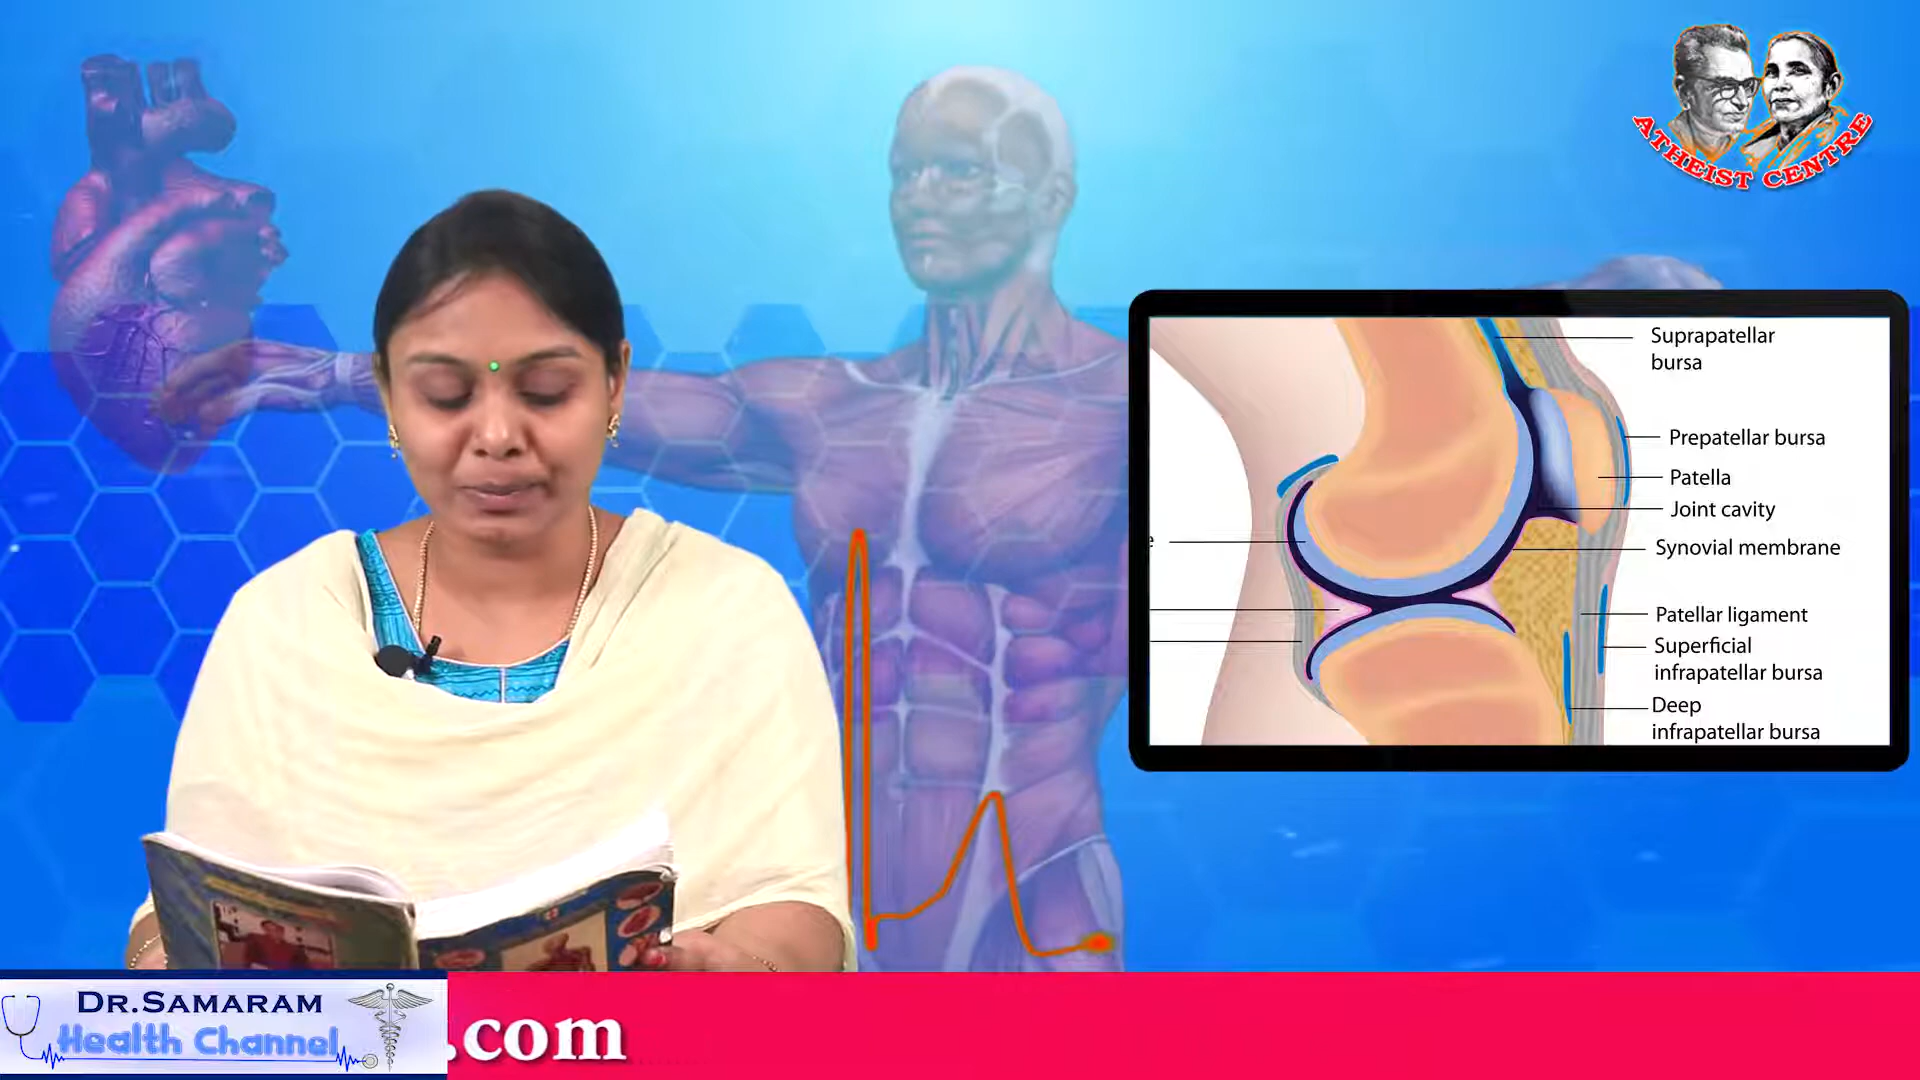 ATHEIST CENTRE
Suprapatellar
bursa
Prepatellar bursa
Patella
Joint cavity
e
Synovial membrane
Patellar ligament
Superficial
infrapatellar bursa
Deep
infrapatellar bursa
DR.SAMARAM
Health Channel
.com